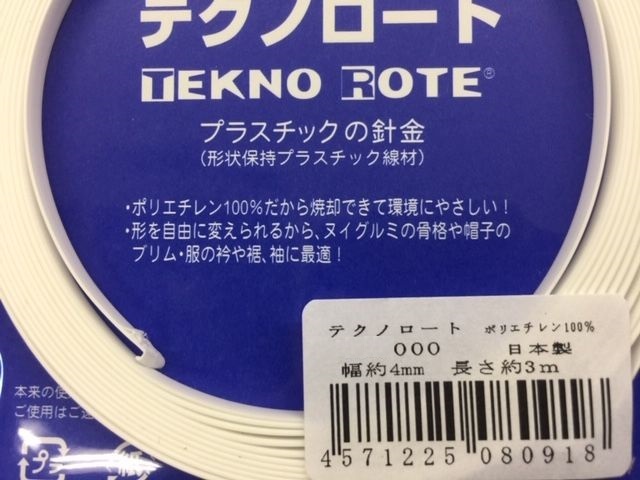 テクノロート
TEKNO ROTE®
プラスチックの針金
(形状保持プラスチック線材)
・ポリエチレン100%だから焼却できて環境にやさしい！
・形を自由に変えられるから、ヌイグルミの骨格や帽子の
ブリム・服の衿や裾、袖に最適！
テクノロート ポリエチレン100%
000 日本製
幅約4mm 長さ約3m
4571225 080918
本来の使
ご使用はご
プラ
紙